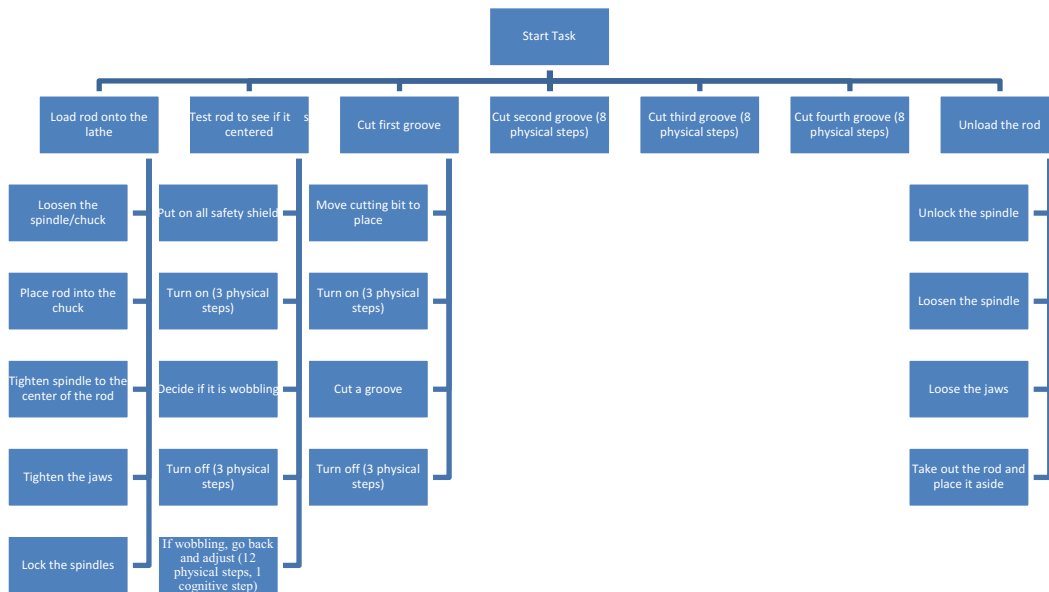 Start Task
Load rod onto the
lathe
Test rod to see if it s
centered
Cut first groove
Cut second groove (8
physical steps)
Cut third groove (8
physical steps)
Cut fourth groove (8
physical steps)
Unload the rod
Loosen the
spindle/chuck
Place rod into the
chuck
Tighten spindle to the
center of the rod
Tighten the jaws
Lock the spindles
Put on all safety shield
Turn on (3 physical
steps)
Decide if it is wobbling
Turn off (3 physical
steps)
If wobbling, go back
and adjust (12
physical steps, 1
cognitive step)
Move cutting bit to
place
Turn on (3 physical
steps)
Cut a groove
Turn off (3 physical
steps)
Unlock the spindle
Loosen the spindle
Loose the jaws
Take out the rod and
place it aside